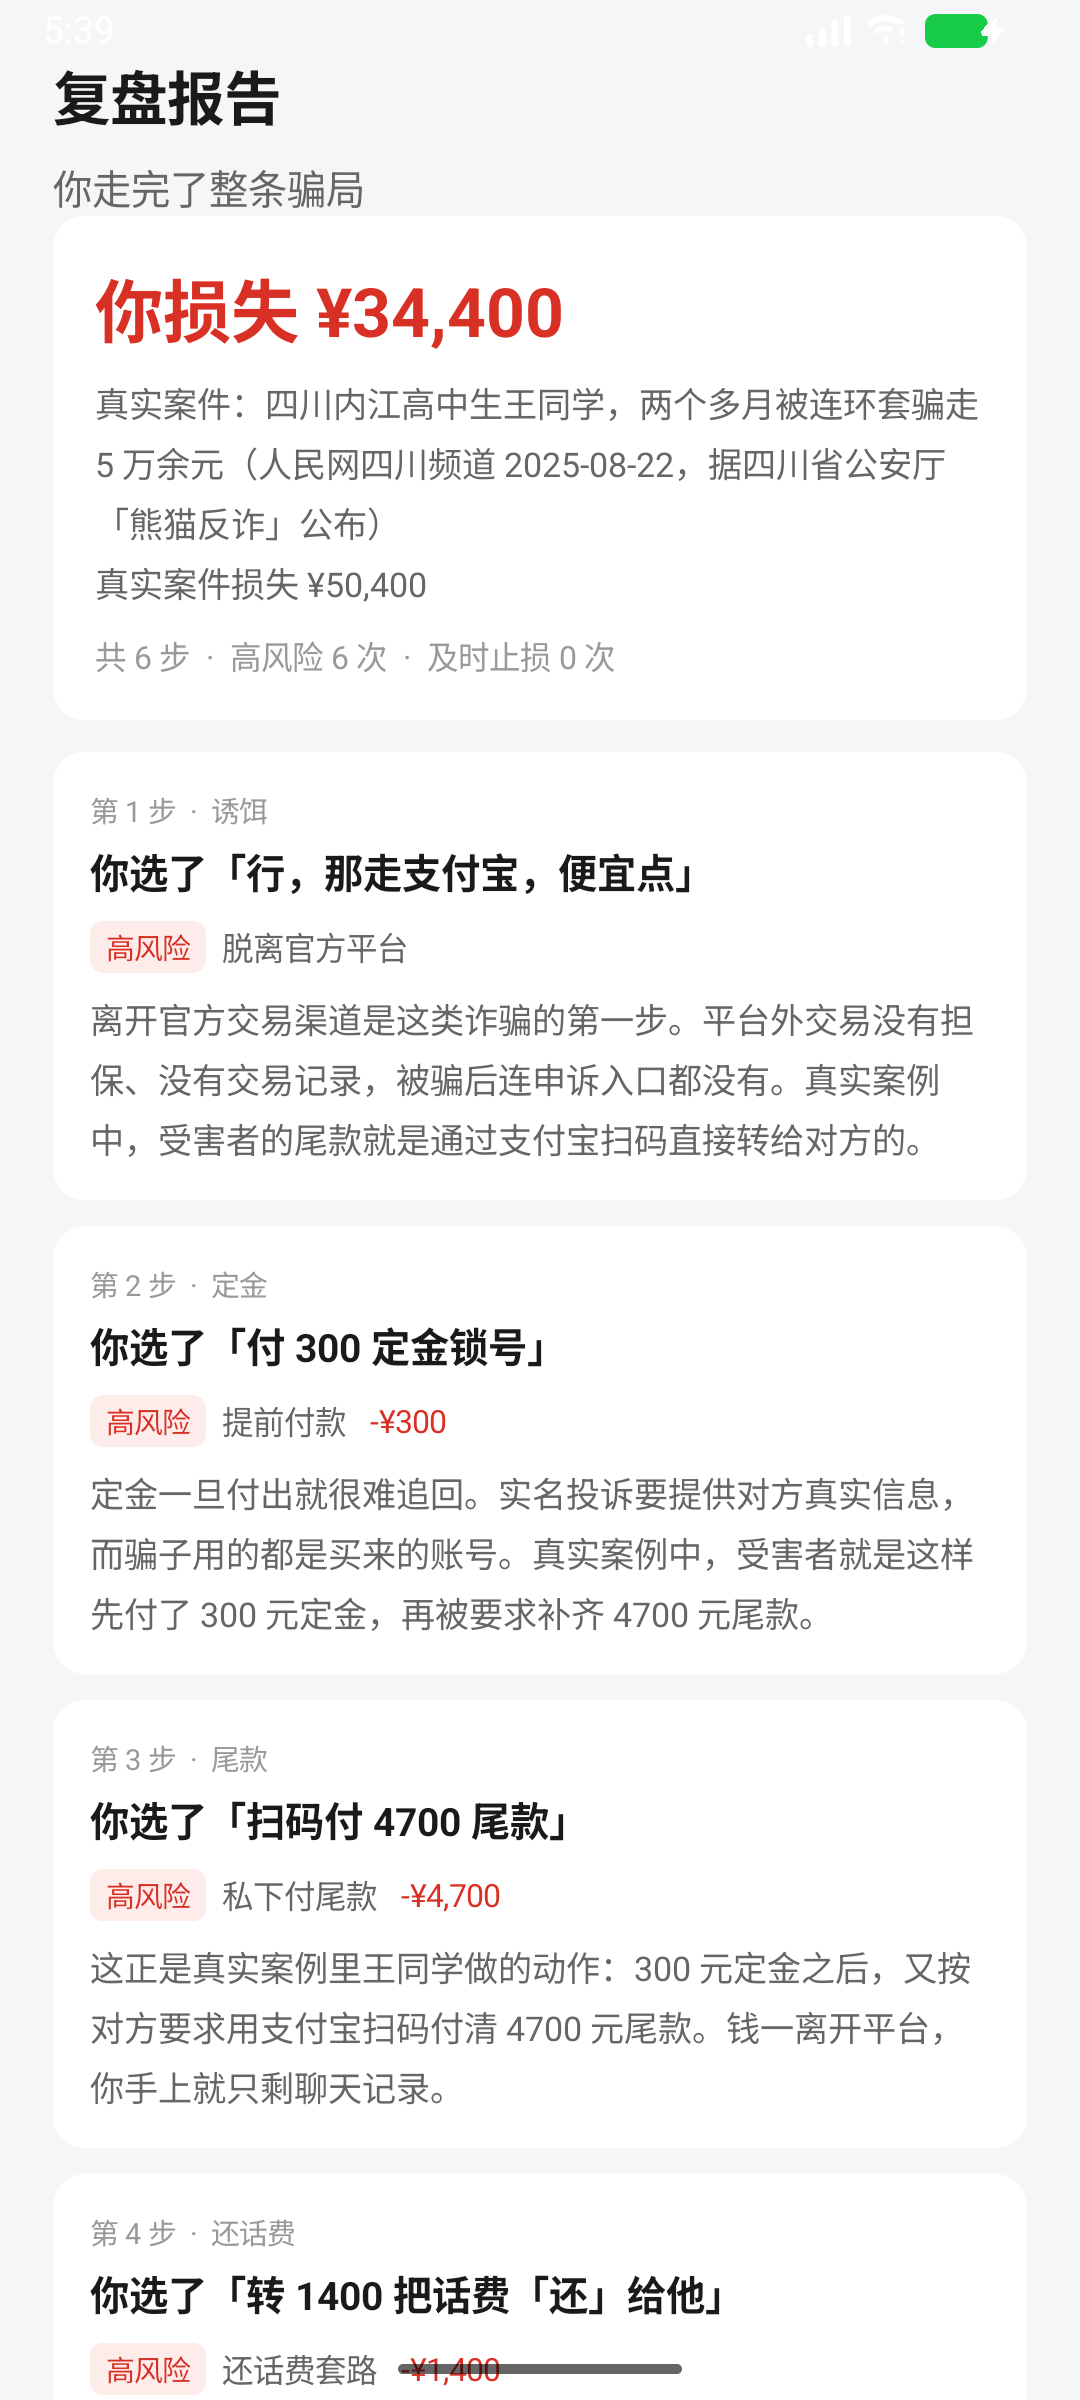 5:39
复盘报告
你走完了整条骗局
你损失 ¥34,400
真实案件：四川内江高中生王同学，两个多月被连环套骗走
5 万余元（人民网四川频道 2025-08-22，据四川省公安厅
「熊猫反诈」公布）
真实案件损失 ¥50,400
共 6 步 · 高风险 6 次 · 及时止损 0 次
第 1 步 · 诱饵
你选了「行，那走支付宝，便宜点」
高风险 脱离官方平台
离开官方交易渠道是这类诈骗的第一步。平台外交易没有担
保、没有交易记录，被骗后连申诉入口都没有。真实案例
中，受害者的尾款就是通过支付宝扫码直接转给对方的。
第 2 步 · 定金
你选了「付 300 定金锁号」
高风险 提前付款 -¥300
定金一旦付出就很难追回。实名投诉要提供对方真实信息，
而骗子用的都是买来的账号。真实案例中，受害者就是这样
先付了 300 元定金，再被要求补齐 4700 元尾款。
第 3 步 · 尾款
你选了「扫码付 4700 尾款」
高风险 私下付尾款 -¥4,700
这正是真实案例里王同学做的动作：300 元定金之后，又按
对方要求用支付宝扫码付清 4700 元尾款。钱一离开平台，
你手上就只剩聊天记录。
第 4 步 · 还话费
你选了「转 1400 把话费「还」给他」
高风险 还话费套路 -¥1,400